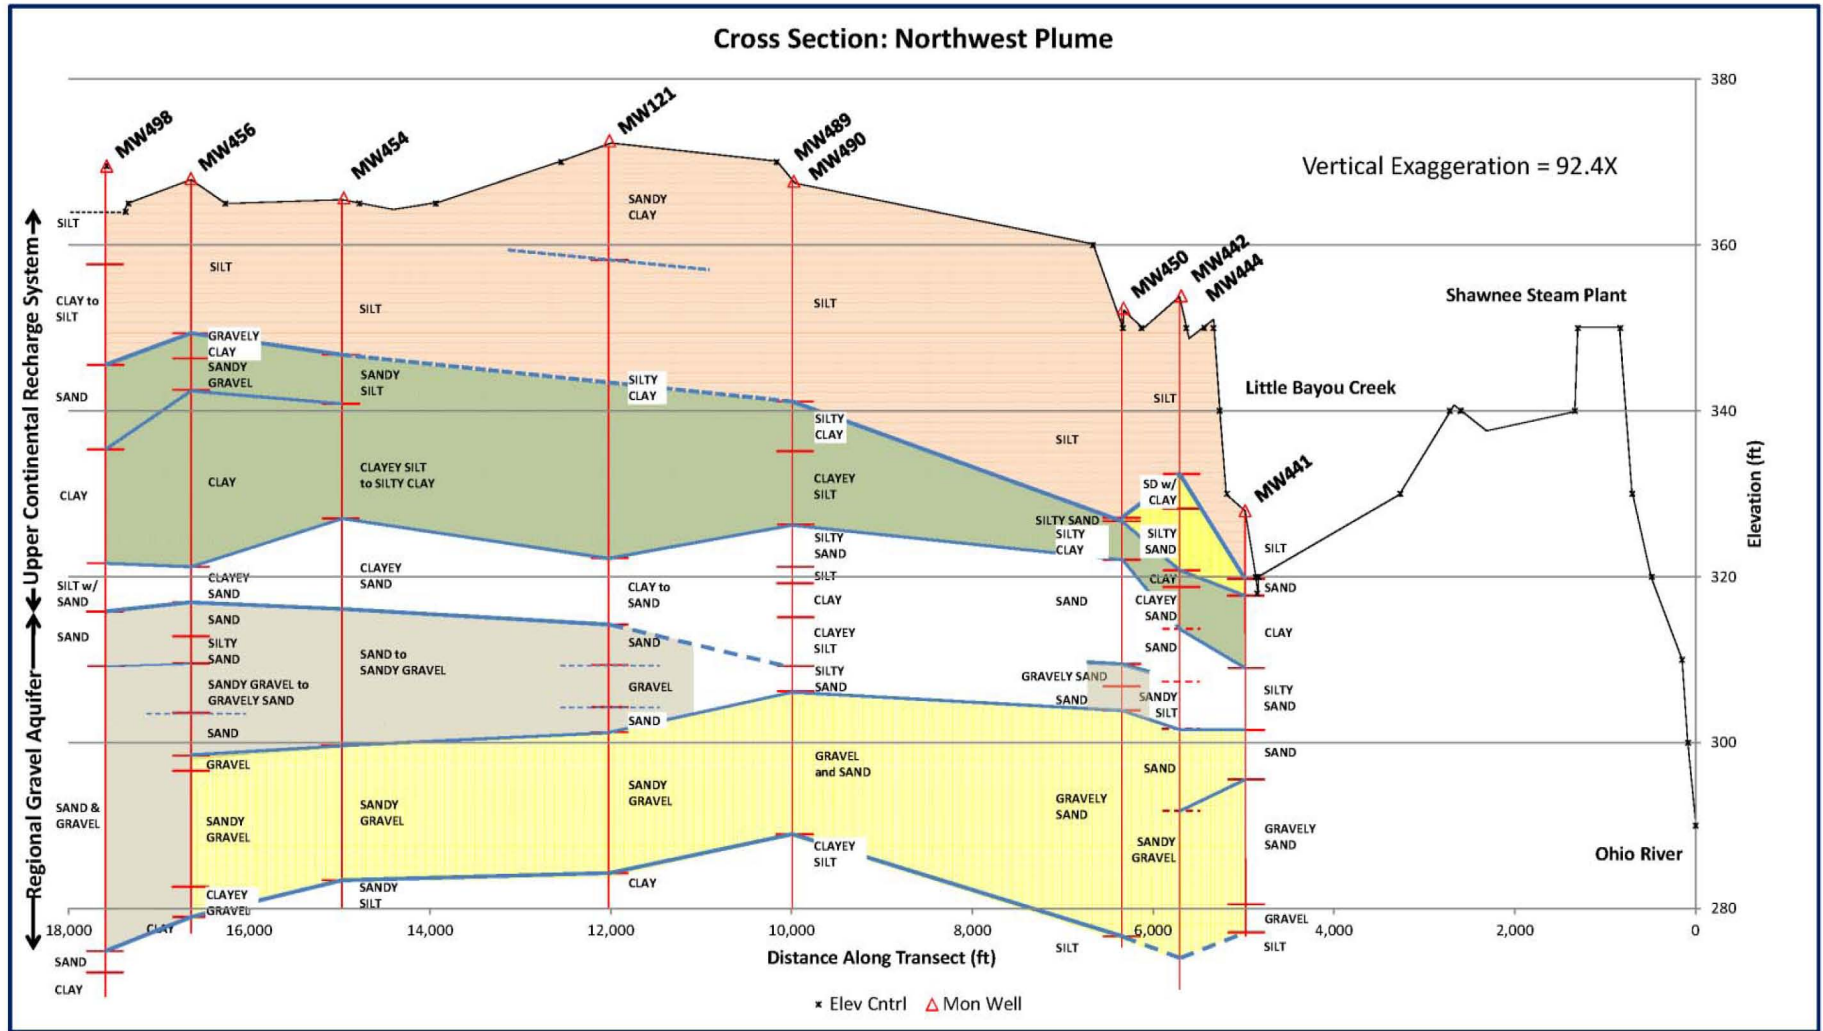 Cross Section: Northwest Plume
380
MW498
MW456
MW454
MW121
MW489
MW490
Vertical Exaggeration = 92.4X
SILT
SANDY
CLAY
360
MW450
MW442
MW444
SILT
CLAY to
SILT
SILT
SILT
Shawnee Steam Plant
GRAVELY
CLAY
SANDY
GRAVEL
SANDY
SILT
SILTY
CLAY
SILT
Little Bayou Creek
SAND
340
SILTY
CLAY
SILT
MW441
CLAY
CLAY
CLAYEY SILT
to SILTY CLAY
CLAYEY
SILT
SD w/
CLAY
Elevation (ft)
SILTY SAND
SILTY
CLAY
SILTY
SAND
SILTY
SAND
SILT
SILT w/
SAND
CLAYEY
SAND
CLAYEY
SAND
CLAY to
SAND
SILT
CLAY
SAND
CLAY
CLAYEY
SAND
SAND
320
Upper Continental Recharge System
SAND
SAND
SILTY
SAND
SAND to
SANDY GRAVEL
SAND
CLAYEY
SILT
SAND
CLAY
SANDY GRAVEL to
GRAVELY SAND
GRAVEL
SILTY
SAND
GRAVELY SAND
SAND
SANDY
SILT
SILTY
SAND
SAND
SAND
300
GRAVEL
GRAVEL
and SAND
SAND
SAND
Regional Gravel Aquifer
SAND &
GRAVEL
SANDY
GRAVEL
SANDY
GRAVEL
SANDY
GRAVEL
GRAVELY
SAND
SANDY
GRAVEL
GRAVELY
SAND
CLAYEY
SILT
Ohio River
CLAYEY
GRAVEL
SANDY
SILT
CLAY
280
GRAVEL
18,000
CLAY
16,000
14,000
12,000
10,000
8,000
6,000
4,000
2,000
0
SILT
SILT
SAND
CLAY
Distance Along Transect (ft)
Elev Cntrl
Mon Well